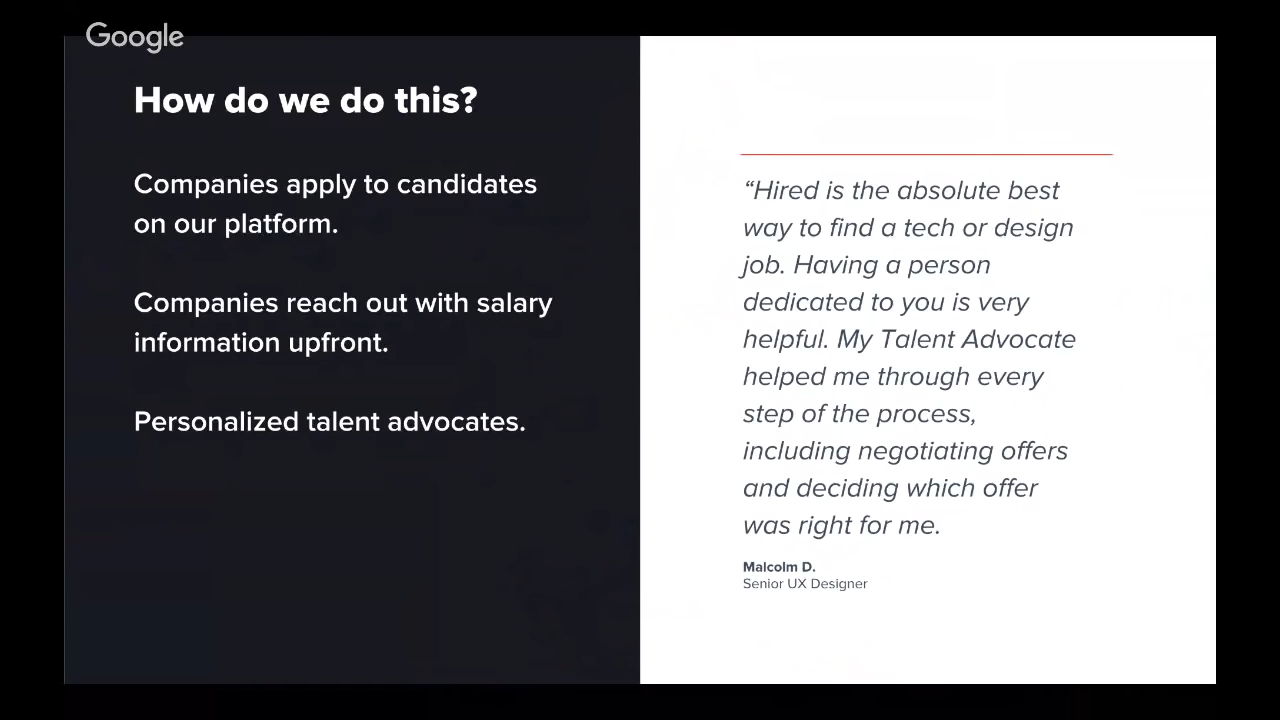 Google
How do we do this?
Companies apply to candidates
on our platform.
Companies reach out with salary
information upfront.
Personalized talent advocates.
“Hired is the absolute best
way to find a tech or design
job. Having a person
dedicated to you is very
helpful. My Talent Advocate
helped me through every
step of the process,
including negotiating offers
and deciding which offer
was right for me.
Malcolm D.
Senior UX Designer